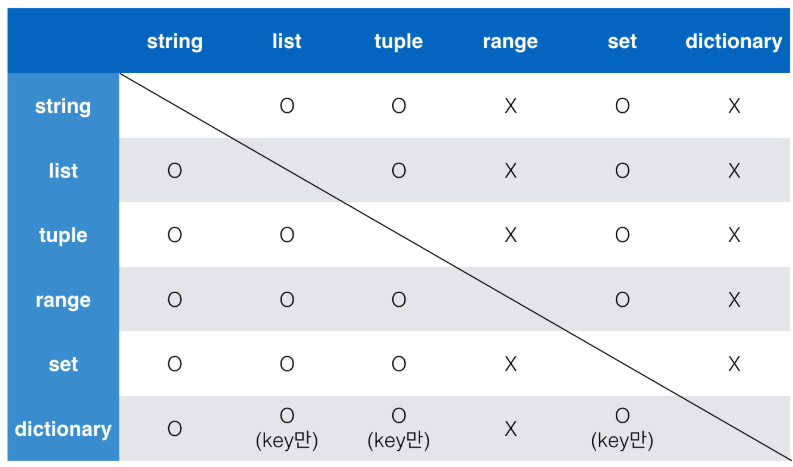 string list tuple range set dictionary
string O O X O X
list O O X O X
tuple O O X O X
range O O O O X
set O O O X X
dictionary O O (key만) O (key만) X O (key만)